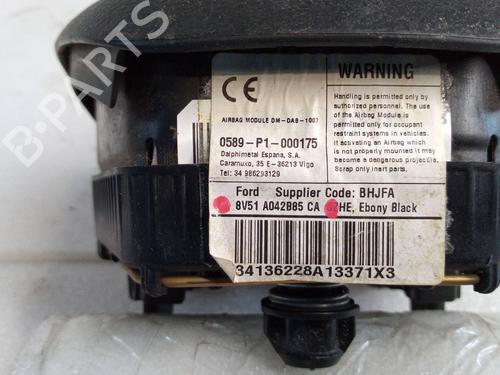 B-Parts
CE
AIRBAG MODULE DM-DAB-1007
0589-P1-000175
Dalphimetal Espana, S.A.
Caramuxo, 35 E- 36213 Vigo
Tel: 34 986293129
WARNING
Handling is permitted only by
authorized personnel. The use
of the Airbag Module is
permitted only for occupant
restraint systems in vehicles.
If activating an Airbag which
is not properly mounted it may
become a dangerous projectile.
Scrap only inert parts.
Ford Supplier Code: BHJFA
8V51 A042B85 CA HE, Ebony Black
34136228A13371X3